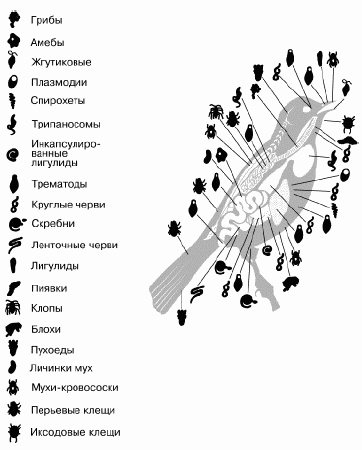 Грибы
Амебы
Жгутиковые
Плазмодии
Спирохеты
Трипаносомы
Инкапсулиро-
ванные
лигулиды
Трематоды
Круглые черви
Скребни
Ленточные черви
Лигулиды
Пиявки
Клопы
Блохи
Пухоеды
Личинки мух
Мухи-кровососки
Перьевые клещи
Иксодовые клещи